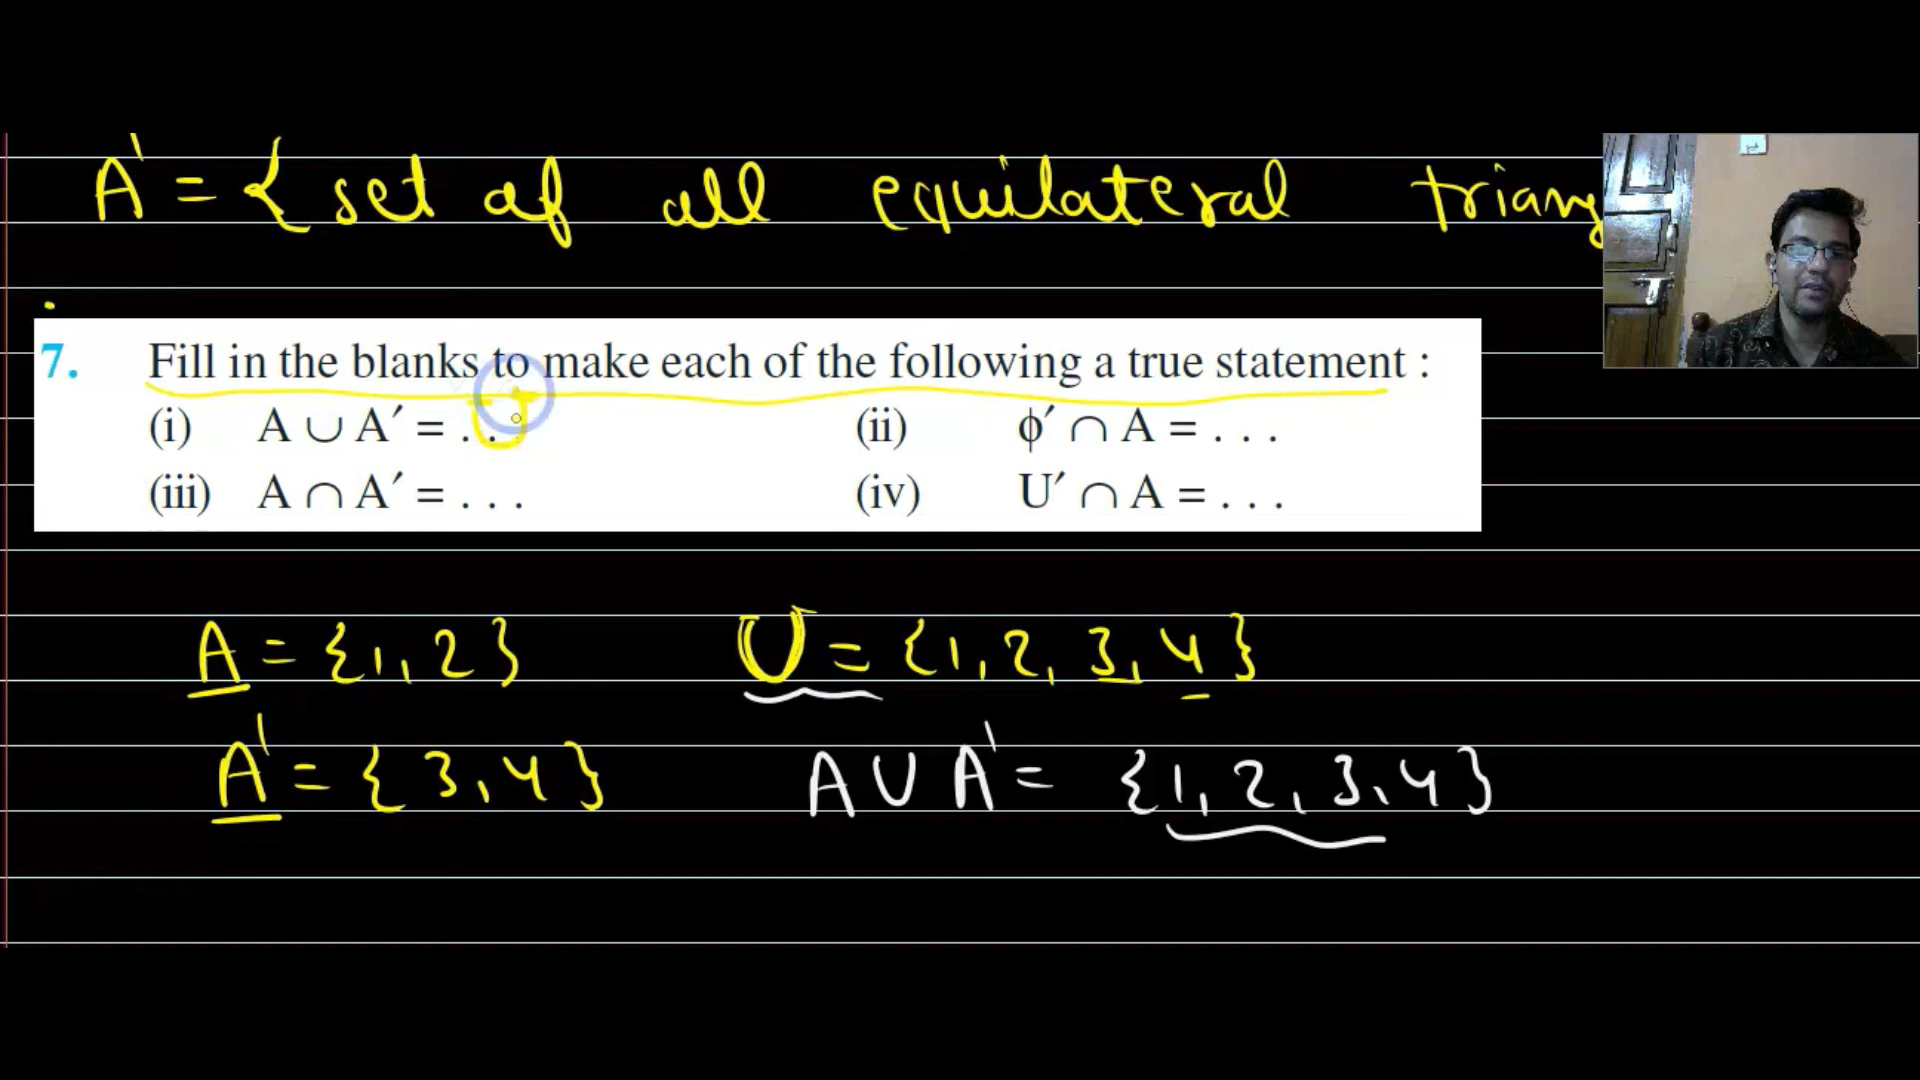 A' = { set of all equilateral triang
7. Fill in the blanks to make each of the following a true statement :
(i) A ∪ A′ = . . . (ii) ϕ′ ∩ A = . . .
(iii) A ∩ A′ = . . . (iv) U′ ∩ A = . . .
A = {1, 2} U = {1, 2, 3, 4}
A' = {3, 4} A ∪ A' = {1, 2, 3, 4}